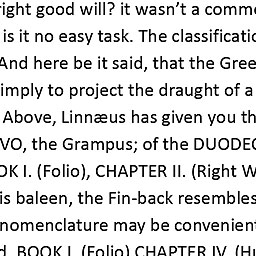 right good will? it wasn’t a comme
is it no easy task. The classificatio
And here be it said, that the Gree
imply to project the draught of a
Above, Linnæus has given you th
VO, the Grampus; of the DUODEC
OK I. (Folio), CHAPTER II. (Right W
is baleen, the Fin-back resembles
nomenclature may be convenient
d. BOOK I. (Folio) CHAPTER IV. (Hu